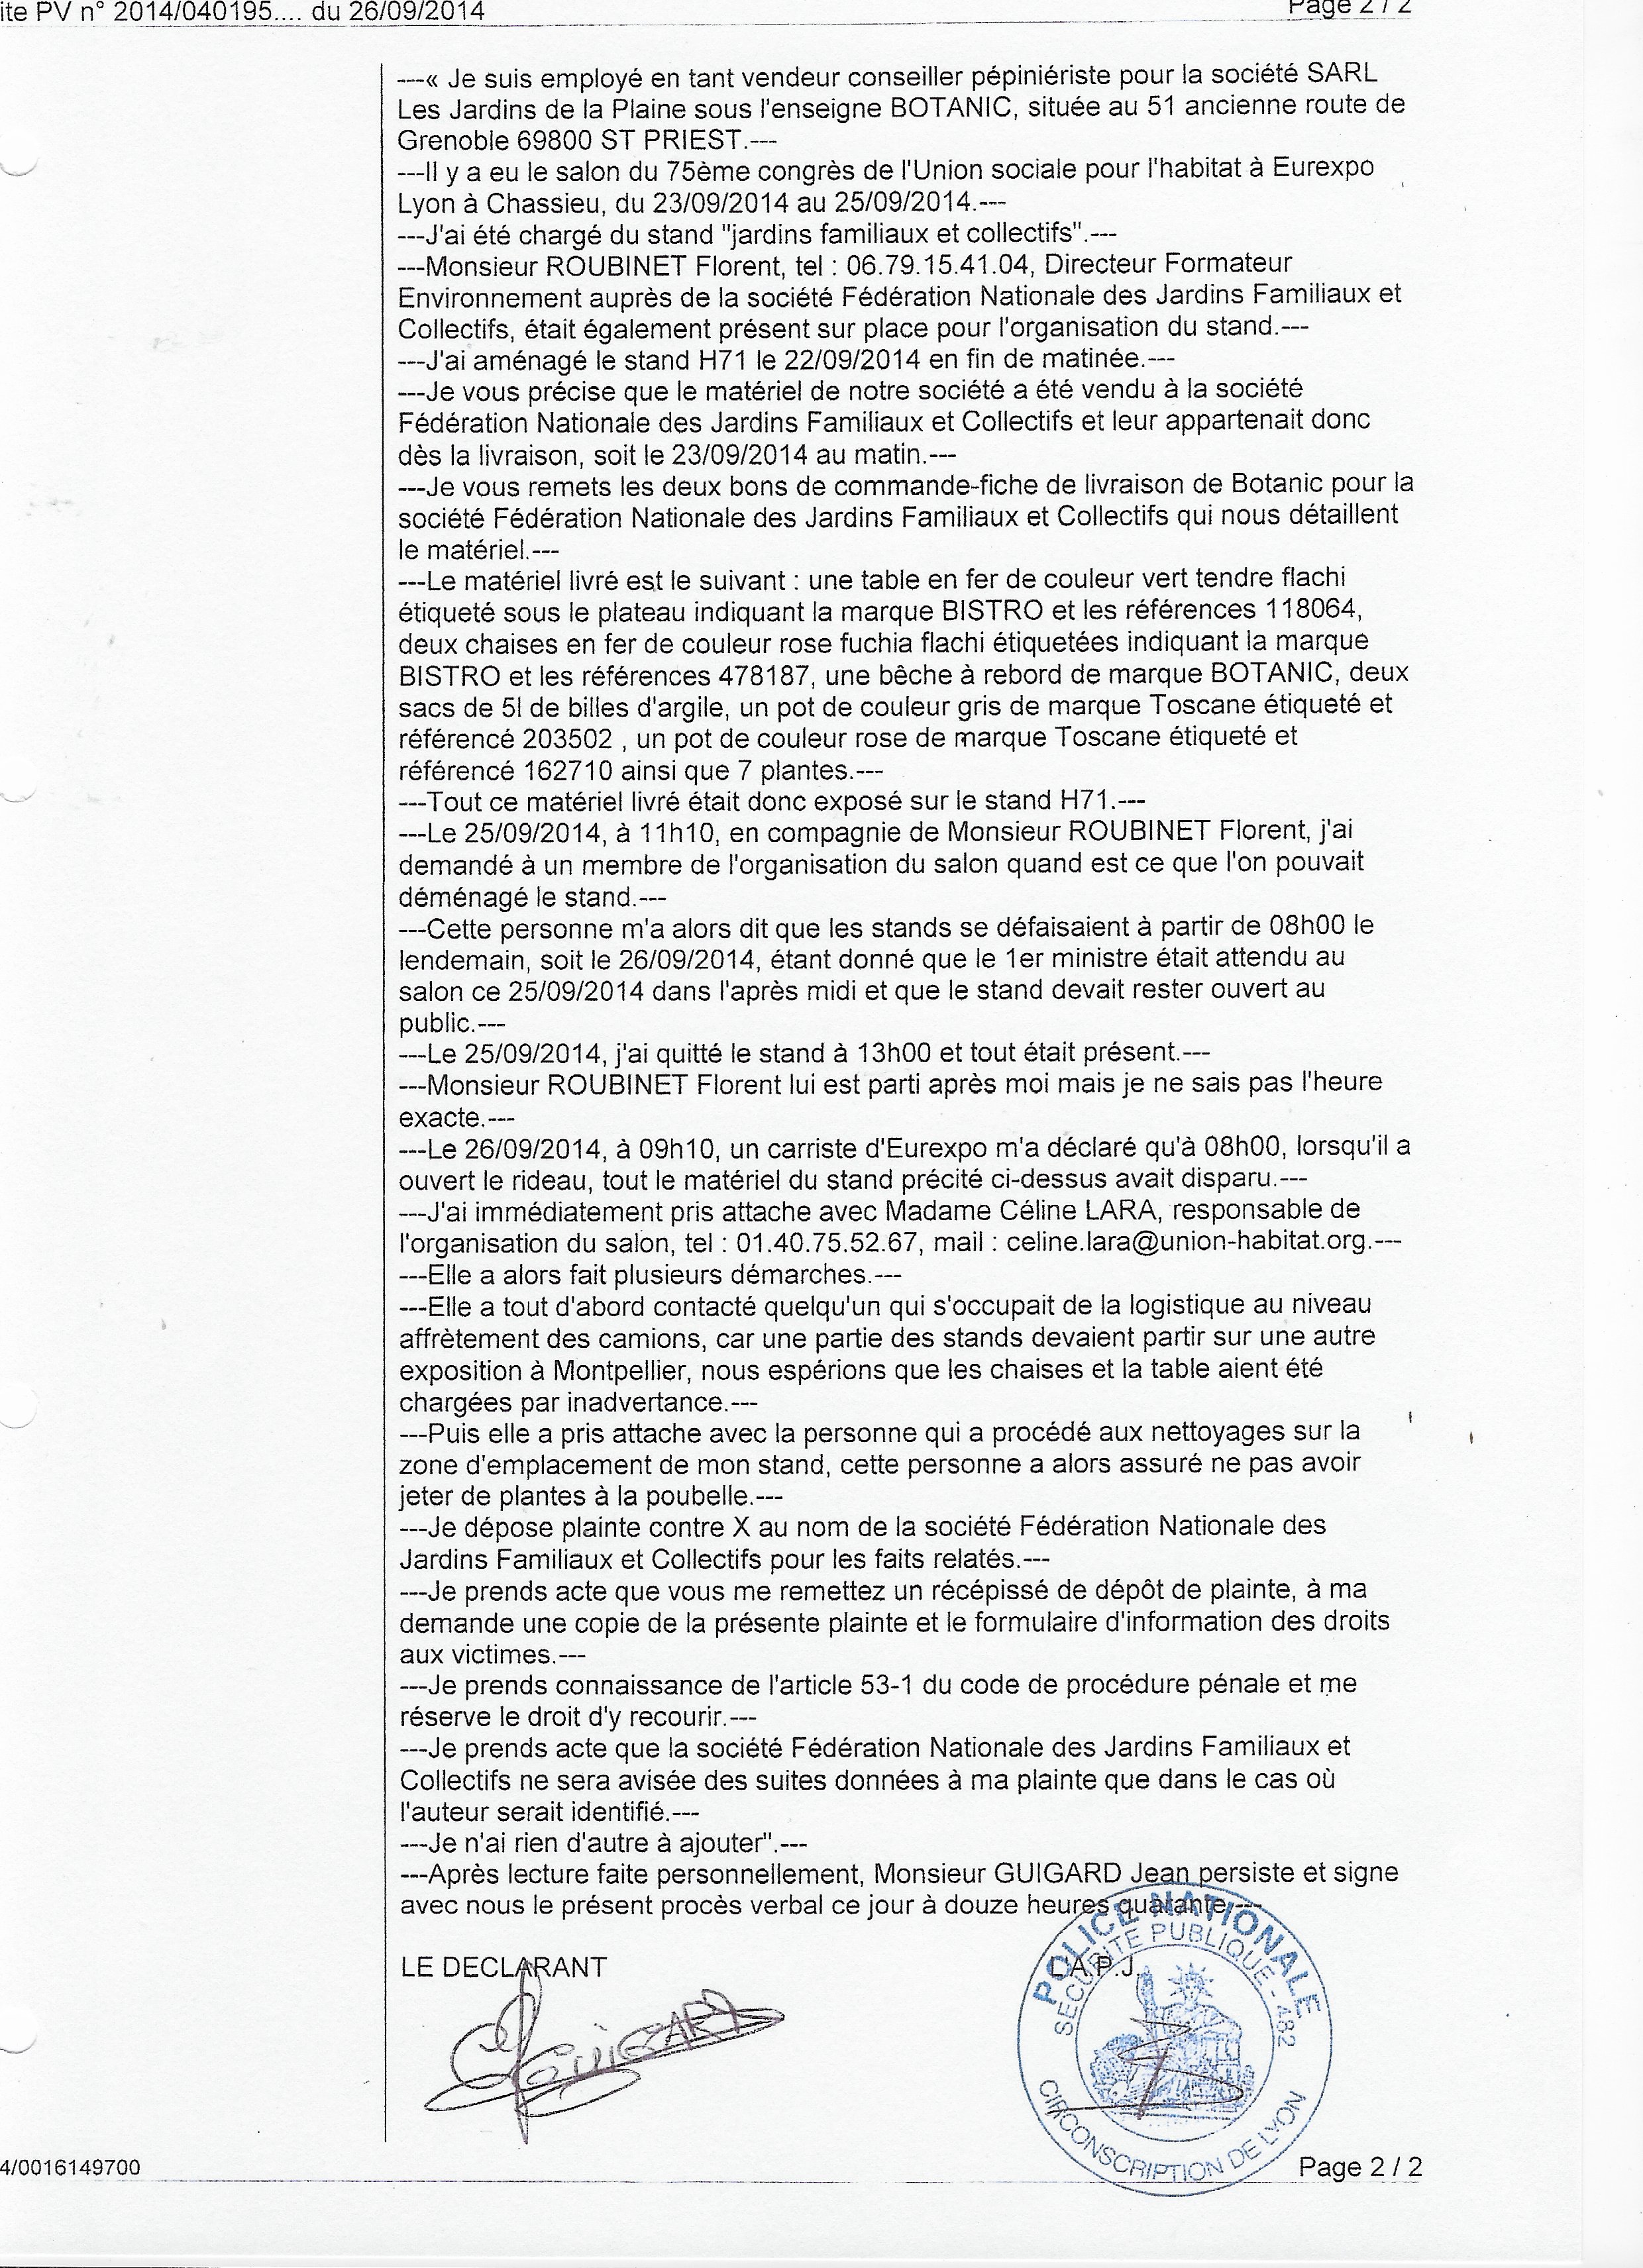 ite PV n° 2014/040195.... du 26/09/2014
Page 2 / 2
---« Je suis employé en tant vendeur conseiller pépiniériste pour la société SARL
Les Jardins de la Plaine sous l'enseigne BOTANIC, située au 51 ancienne route de
Grenoble 69800 ST PRIEST.---
---Il y a eu le salon du 75ème congrès de l'Union sociale pour l'habitat à Eurexpo
Lyon à Chassieu, du 23/09/2014 au 25/09/2014.---
---J'ai été chargé du stand "jardins familiaux et collectifs".---
---Monsieur ROUBINET Florent, tel : 06.79.15.41.04, Directeur Formateur
Environnement auprès de la société Fédération Nationale des Jardins Familiaux et
Collectifs, était également présent sur place pour l'organisation du stand.---
---J'ai aménagé le stand H71 le 22/09/2014 en fin de matinée.---
---Je vous précise que le matériel de notre société a été vendu à la société
Fédération Nationale des Jardins Familiaux et Collectifs et leur appartenait donc
dès la livraison, soit le 23/09/2014 au matin.---
---Je vous remets les deux bons de commande-fiche de livraison de Botanic pour la
société Fédération Nationale des Jardins Familiaux et Collectifs qui nous détaillent
le matériel.---
---Le matériel livré est le suivant : une table en fer de couleur vert tendre flachi
étiqueté sous le plateau indiquant la marque BISTRO et les références 118064,
deux chaises en fer de couleur rose fuchia flachi étiquetées indiquant la marque
BISTRO et les références 478187, une bêche à rebord de marque BOTANIC, deux
sacs de 5l de billes d'argile, un pot de couleur gris de marque Toscane étiqueté et
référencé 203502 , un pot de couleur rose de marque Toscane étiqueté et
référencé 162710 ainsi que 7 plantes.---
---Tout ce matériel livré était donc exposé sur le stand H71.---
---Le 25/09/2014, à 11h10, en compagnie de Monsieur ROUBINET Florent, j'ai
demandé à un membre de l'organisation du salon quand est ce que l'on pouvait
déménagé le stand.---
---Cette personne m'a alors dit que les stands se défaisaient à partir de 08h00 le
lendemain, soit le 26/09/2014, étant donné que le 1er ministre était attendu au
salon ce 25/09/2014 dans l'après midi et que le stand devait rester ouvert au
public.---
---Le 25/09/2014, j'ai quitté le stand à 13h00 et tout était présent.---
---Monsieur ROUBINET Florent lui est parti après moi mais je ne sais pas l'heure
exacte.---
---Le 26/09/2014, à 09h10, un carriste d'Eurexpo m'a déclaré qu'à 08h00, lorsqu'il a
ouvert le rideau, tout le matériel du stand précité ci-dessus avait disparu.---
---J'ai immédiatement pris attache avec Madame Céline LARA, responsable de
l'organisation du salon, tel : 01.40.75.52.67, mail : celine.lara@union-habitat.org.---
---Elle a alors fait plusieurs démarches.---
---Elle a tout d'abord contacté quelqu'un qui s'occupait de la logistique au niveau
affrètement des camions, car une partie des stands devaient partir sur une autre
exposition à Montpellier, nous espérions que les chaises et la table aient été
chargées par inadvertance.---
---Puis elle a pris attache avec la personne qui a procédé aux nettoyages sur la
zone d'emplacement de mon stand, cette personne a alors assuré ne pas avoir
jeter de plantes à la poubelle.---
---Je dépose plainte contre X au nom de la société Fédération Nationale des
Jardins Familiaux et Collectifs pour les faits relatés.---
---Je prends acte que vous me remettez un récépissé de dépôt de plainte, à ma
demande une copie de la présente plainte et le formulaire d'information des droits
aux victimes.---
---Je prends connaissance de l'article 53-1 du code de procédure pénale et me
réserve le droit d'y recourir.---
---Je prends acte que la société Fédération Nationale des Jardins Familiaux et
Collectifs ne sera avisée des suites données à ma plainte que dans le cas où
l'auteur serait identifié.---
---Je n'ai rien d'autre à ajouter".---
---Après lecture faite personnellement, Monsieur GUIGARD Jean persiste et signe
avec nous le présent procès verbal ce jour à douze heures quarante.---
LE DECLARANT
L'A.P.J.
GUIGARD
POLICE NATIONALE
SECURITE PUBLIQUE - 482
CIRCONSCRIPTION DE LYON
4/0016149700
Page 2 / 2